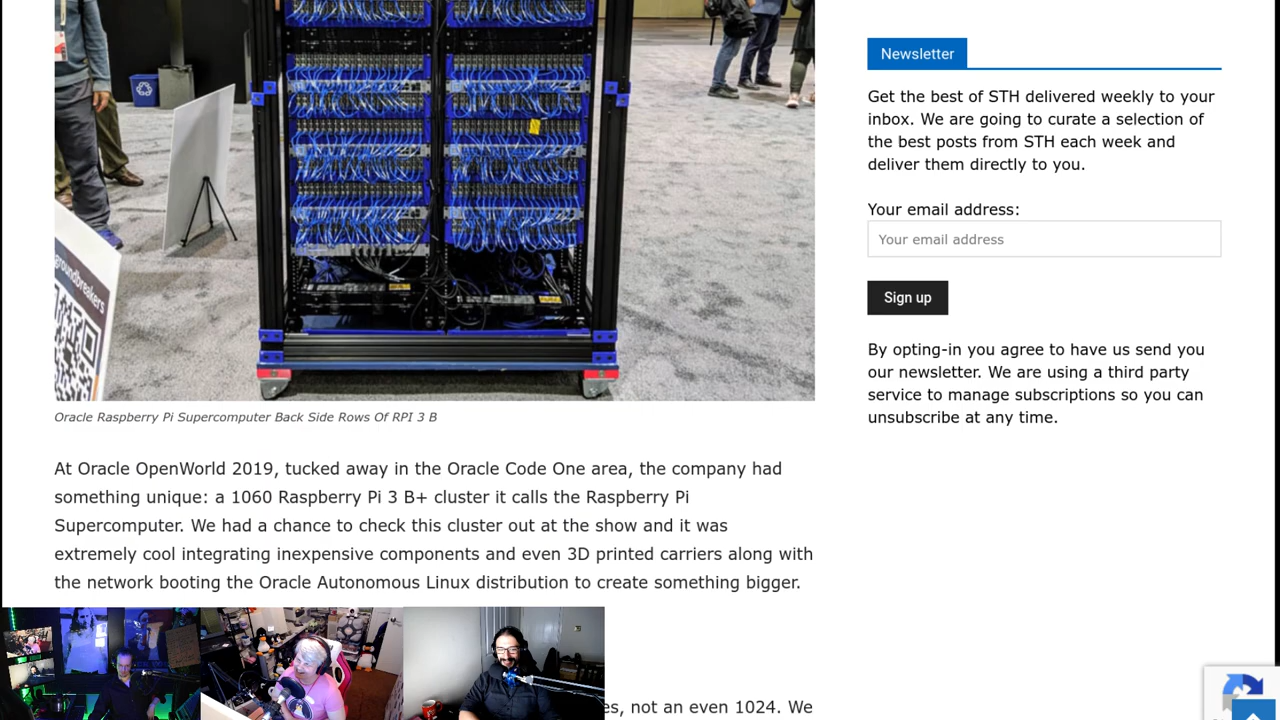 groundbreakers
Oracle Raspberry Pi Supercomputer Back Side Rows Of RPI 3 B
At Oracle OpenWorld 2019, tucked away in the Oracle Code One area, the company had
something unique: a 1060 Raspberry Pi 3 B+ cluster it calls the Raspberry Pi
Supercomputer. We had a chance to check this cluster out at the show and it was
extremely cool integrating inexpensive components and even 3D printed carriers along with
the network booting the Oracle Autonomous Linux distribution to create something bigger.
not an even 1024. We
Newsletter
Get the best of STH delivered weekly to your
inbox. We are going to curate a selection of
the best posts from STH each week and
deliver them directly to you.
Your email address:
Your email address
Sign up
By opting-in you agree to have us send you
our newsletter. We are using a third party
service to manage subscriptions so you can
unsubscribe at any time.